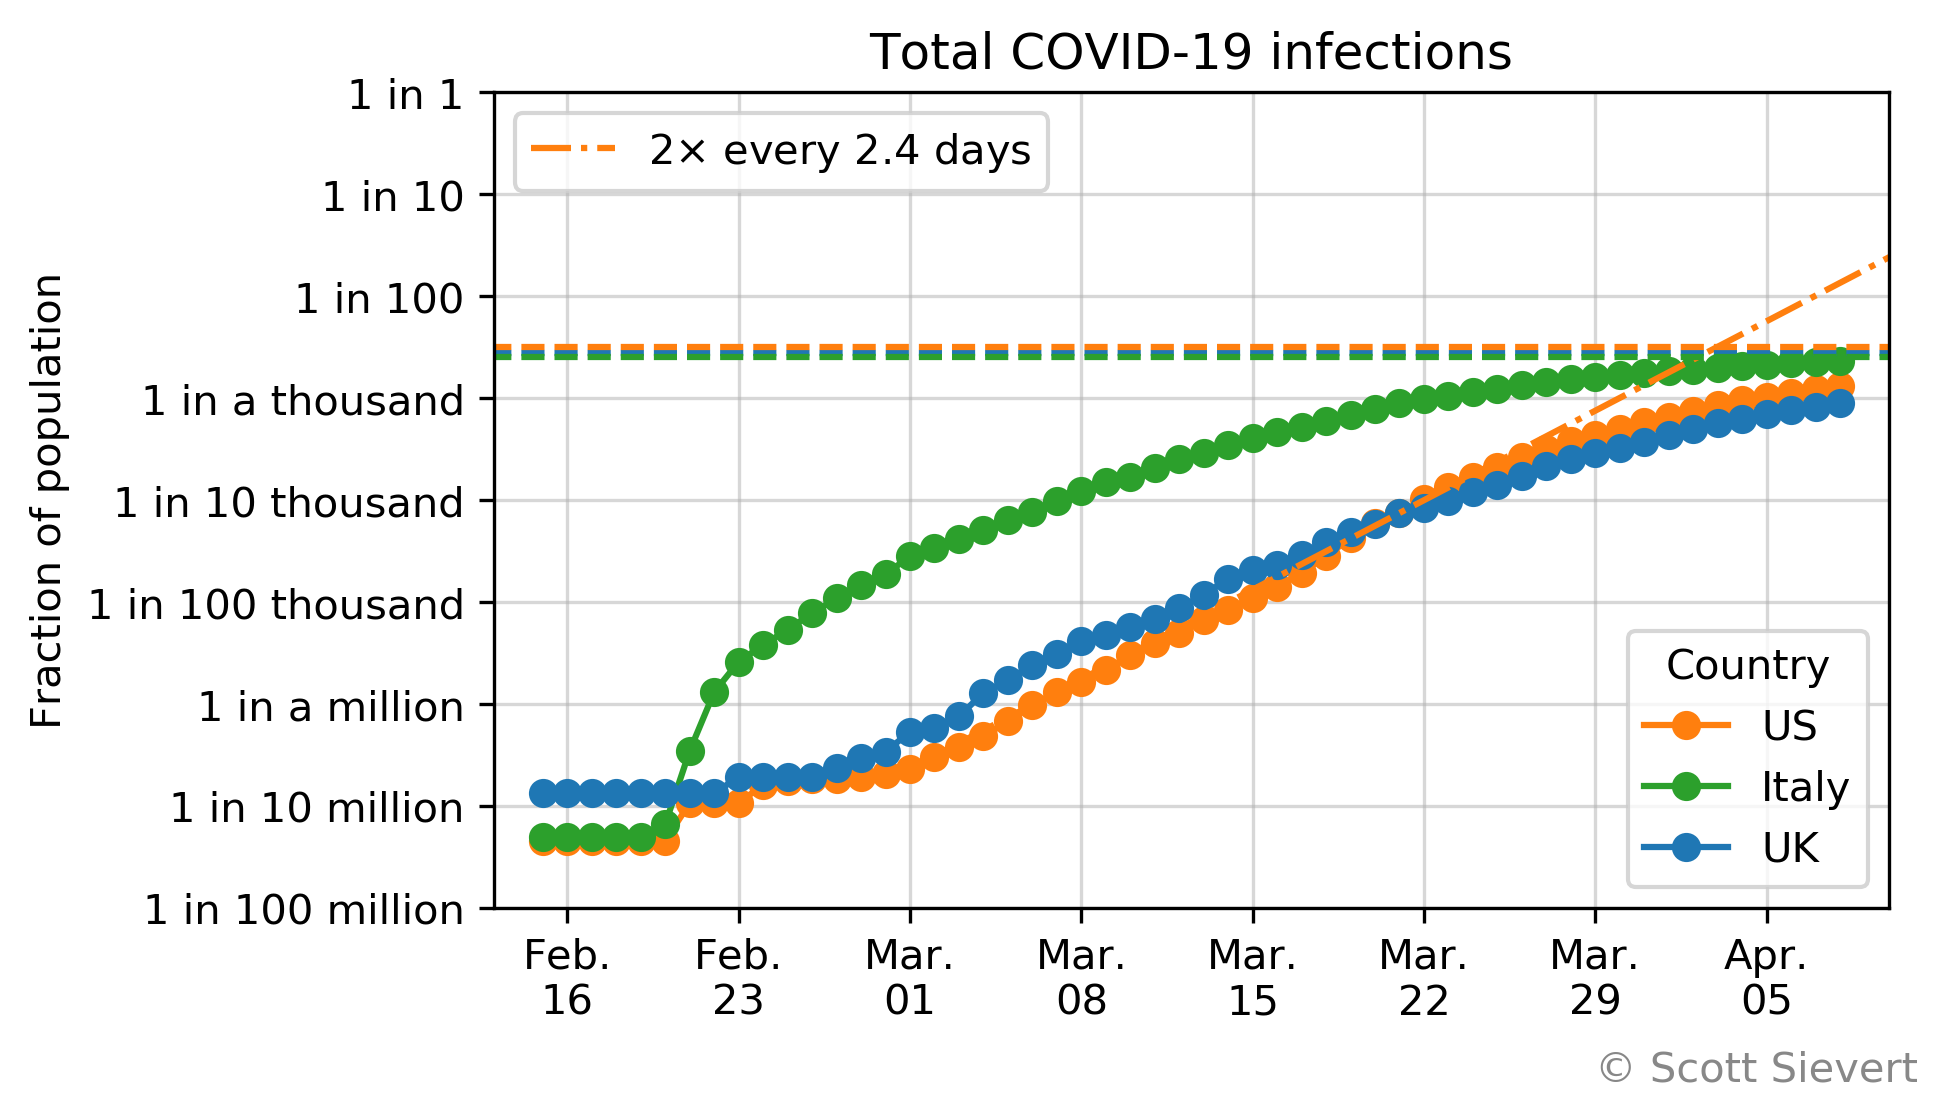 Total COVID-19 infections
1 in 1
1 in 10
1 in 100
1 in a thousand
1 in 10 thousand
1 in 100 thousand
1 in a million
1 in 10 million
1 in 100 million
Fraction of population
2× every 2.4 days
Country
US
Italy
UK
Feb. Feb. Mar. Mar. Mar. Mar. Mar. Apr.
16 23 01 08 15 22 29 05
© Scott Sievert